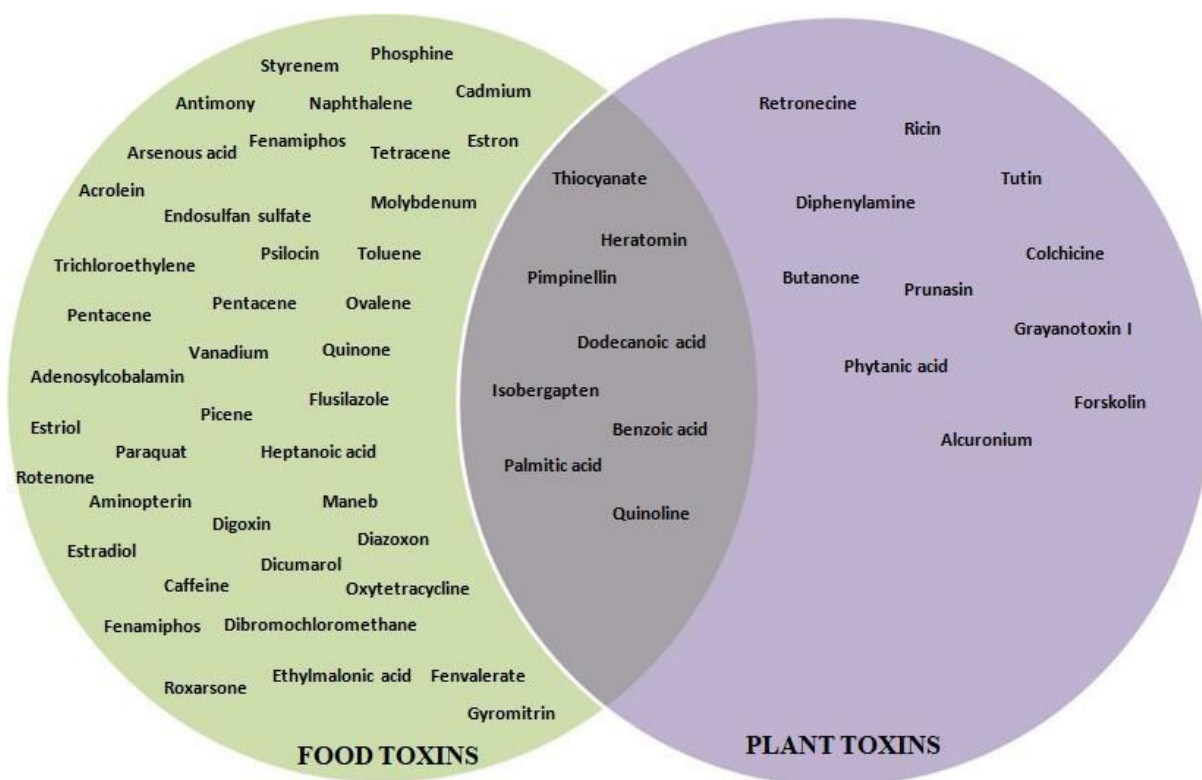 Phosphine
Styrenem
Cadmium
Antimony
Naphthalene
Fenamiphos
Estron
Arsenous acid
Tetracene
Acrolein
Molybdenum
Endosulfan sulfate
Psilocin
Toluene
Trichloroethylene
Pentacene
Ovalene
Pentacene
Vanadium
Quinone
Adenosylcobalamin
Flusilazole
Picene
Estriol
Paraquat
Heptanoic acid
Rotenone
Aminopterin
Maneb
Digoxin
Diazoxon
Estradiol
Dicumarol
Caffeine
Oxytetracycline
Fenamiphos
Dibromochloromethane
Ethylmalonic acid
Fenvalerate
Roxarsone
Gyromitrin
FOOD TOXINS
Thiocyanate
Heratomin
Pimpinellin
Dodecanoic acid
Isobergapten
Benzoic acid
Palmitic acid
Quinoline
Retronecine
Ricin
Tutin
Diphenylamine
Colchicine
Butanone
Prunasin
Grayanotoxin I
Phytanic acid
Forskolin
Alcuronium
PLANT TOXINS